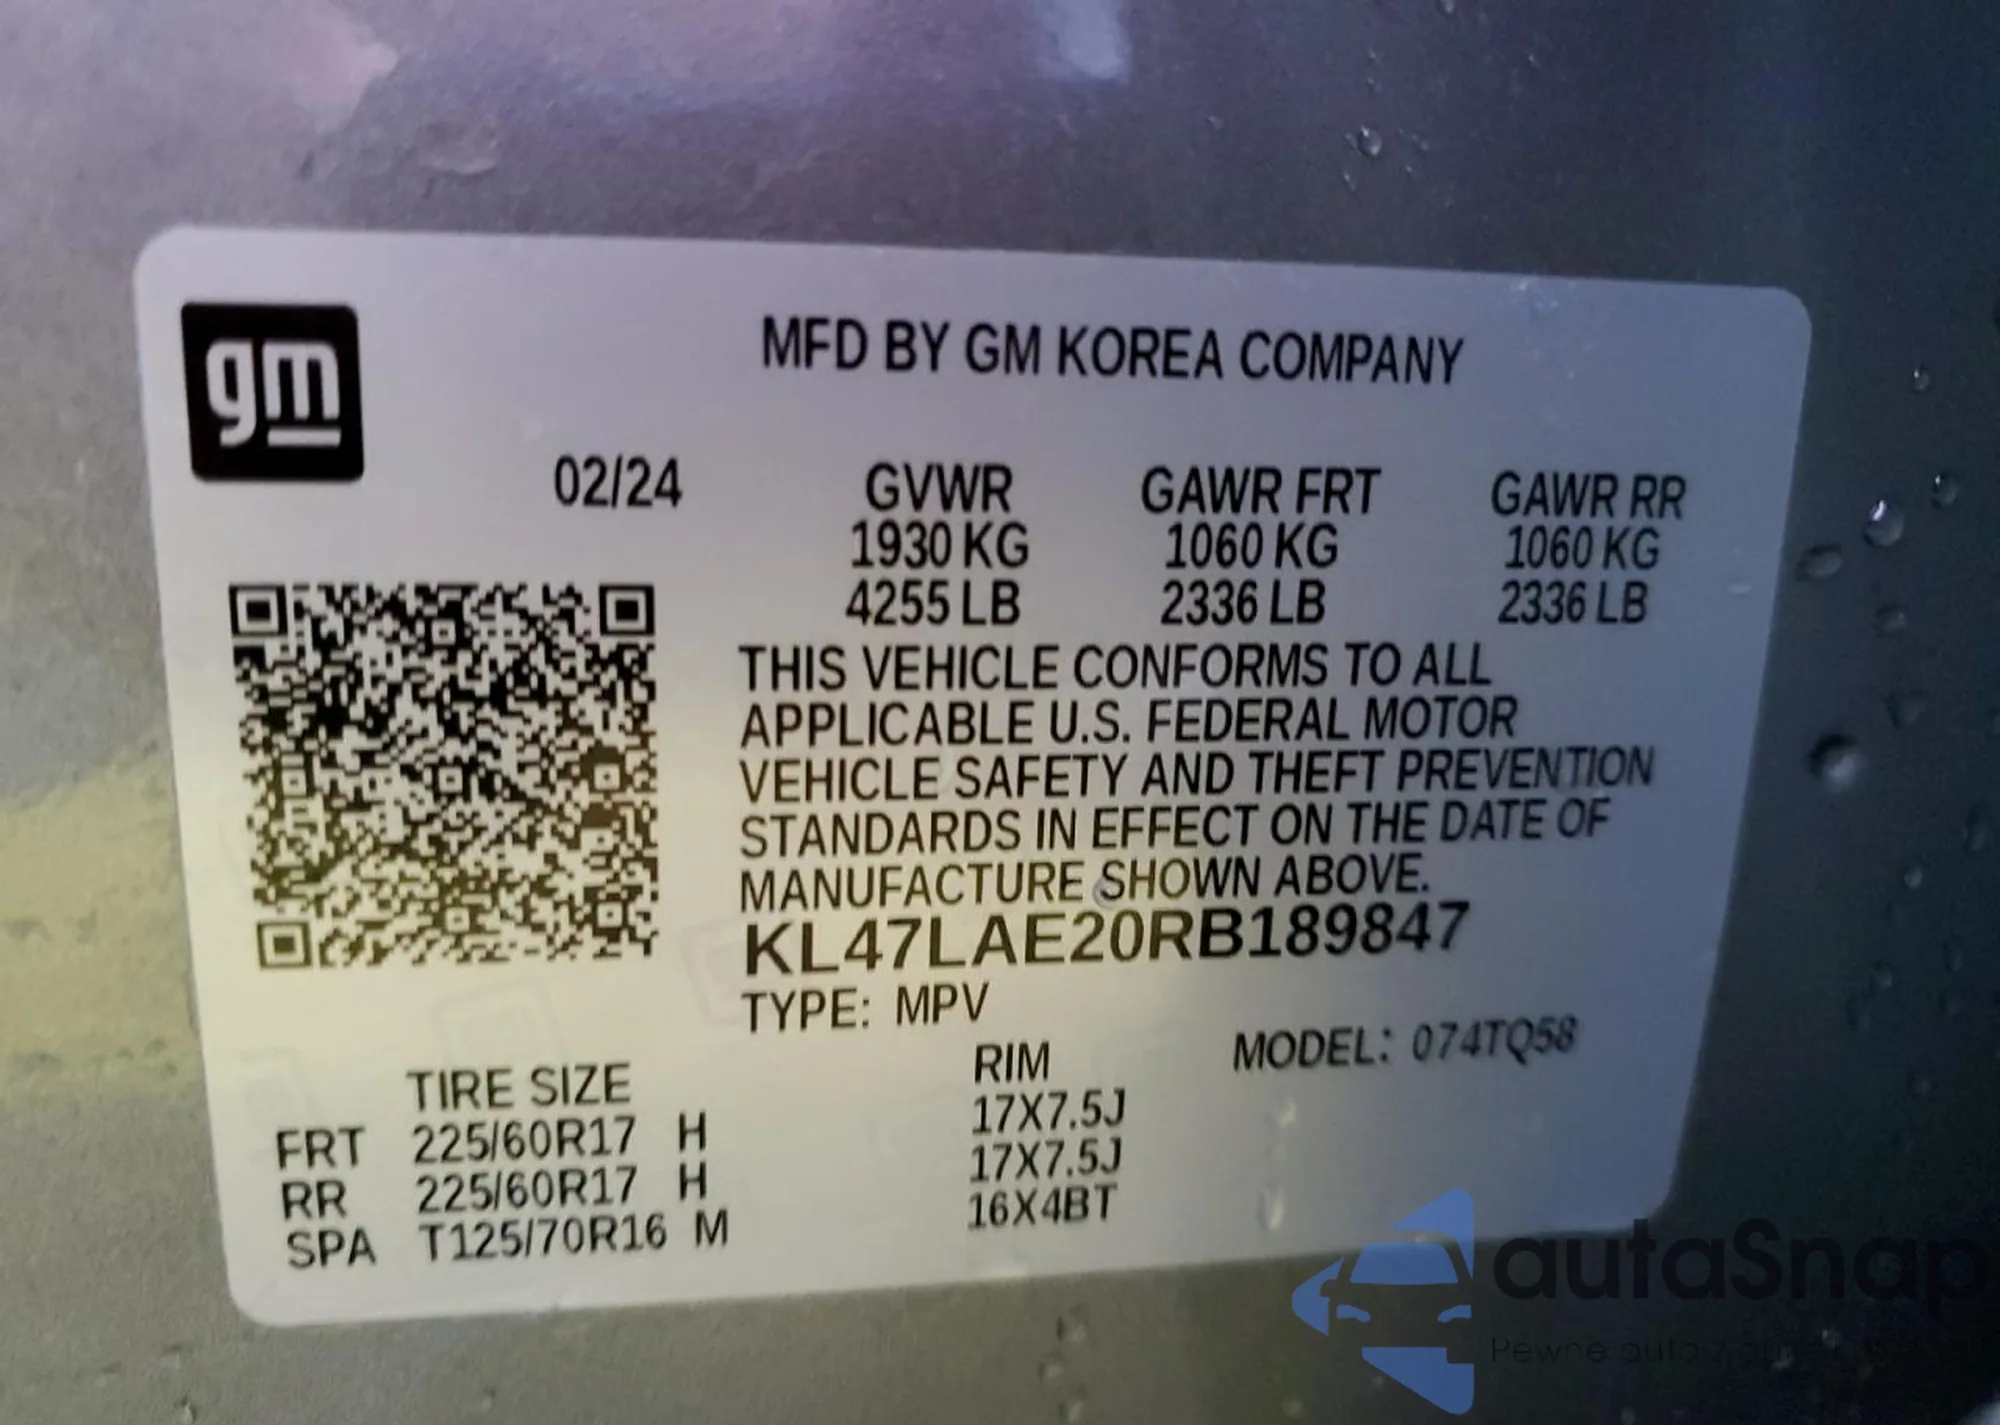 gm
MFD BY GM KOREA COMPANY
02/24
GVWR GAWR FRT GAWR RR
1930 KG 1060 KG 1060 KG
4255 LB 2336 LB 2336 LB
THIS VEHICLE CONFORMS TO ALL
APPLICABLE U.S. FEDERAL MOTOR
VEHICLE SAFETY AND THEFT PREVENTION
STANDARDS IN EFFECT ON THE DATE OF
MANUFACTURE SHOWN ABOVE.
KL47LAE20RB189847
TYPE: MPV
MODEL: 074TQ58
TIRE SIZE RIM
FRT 225/60R17 H 17X7.5J
RR 225/60R17 H 17X7.5J
SPA T125/70R16 M 16X4BT
autaSnap
Pewne auta z